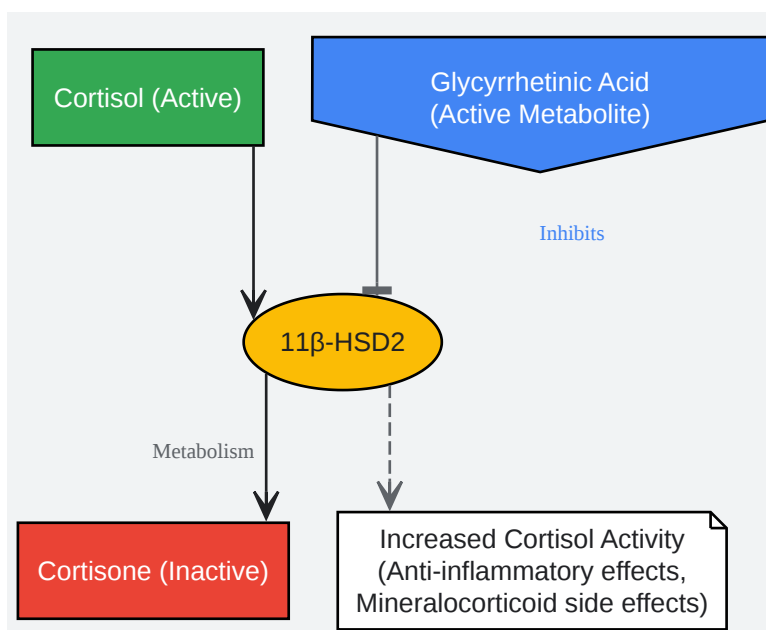 Cortisol (Active)
Glycyrrhetinic Acid
(Active Metabolite)
Inhibits
11β-HSD2
Metabolism
Cortisone (Inactive)
Increased Cortisol Activity
(Anti-inflammatory effects,
Mineralocorticoid side effects)